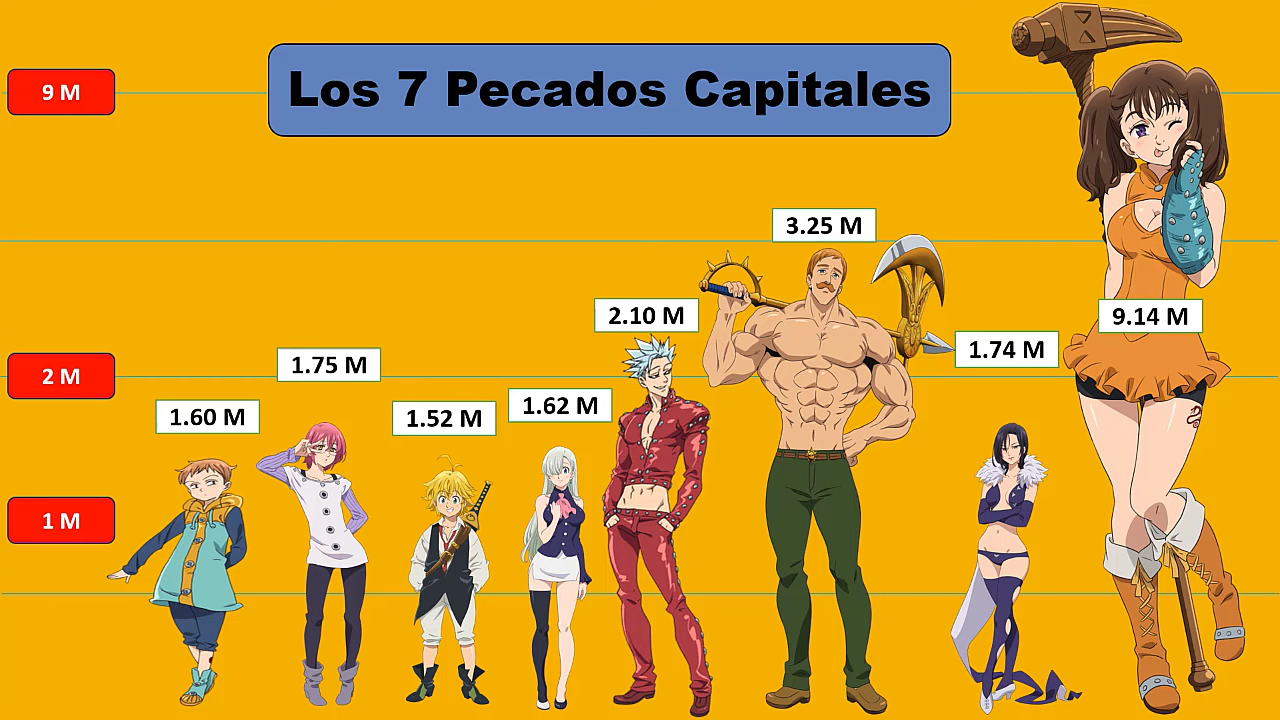 Los 7 Pecados Capitales
9 M
2 M
1 M
1.60 M
1.75 M
1.52 M
1.62 M
2.10 M
3.25 M
1.74 M
9.14 M